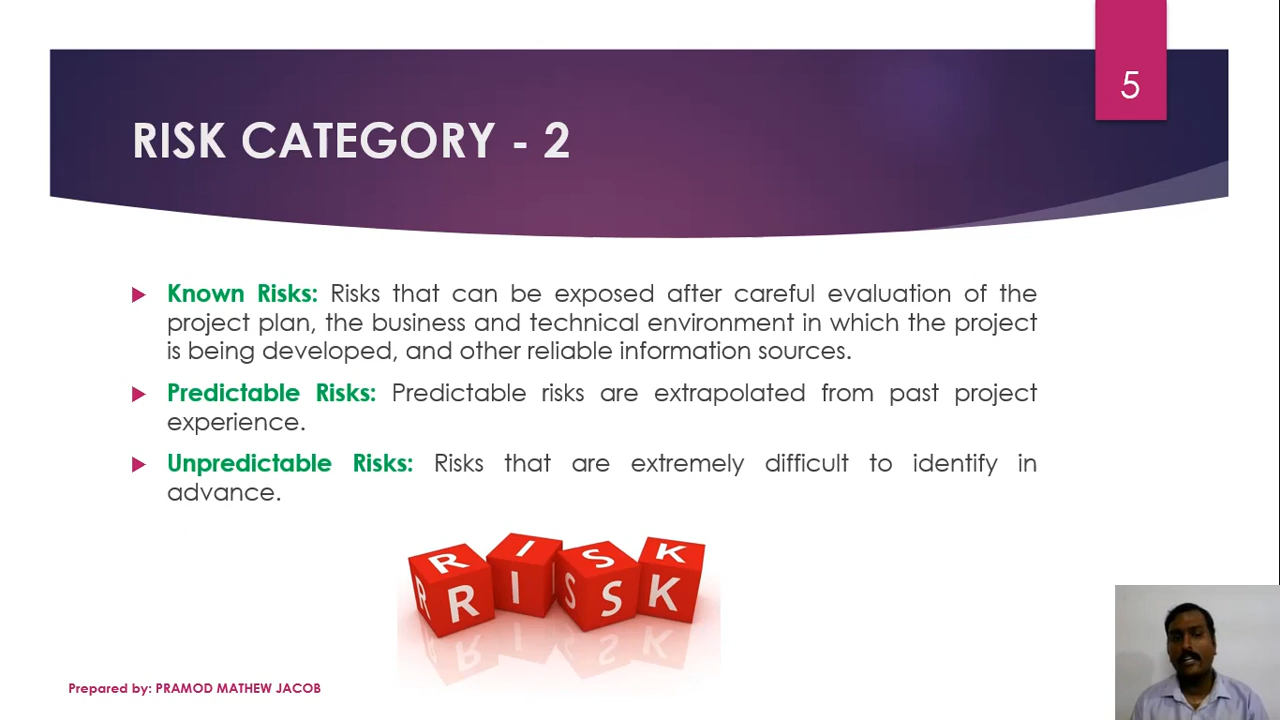 5
RISK CATEGORY - 2
Known Risks: Risks that can be exposed after careful evaluation of the
project plan, the business and technical environment in which the project
is being developed, and other reliable information sources.
Predictable Risks: Predictable risks are extrapolated from past project
experience.
Unpredictable Risks: Risks that are extremely difficult to identify in
advance.
R I S K
R R I I S S K
Prepared by: PRAMOD MATHEW JACOB